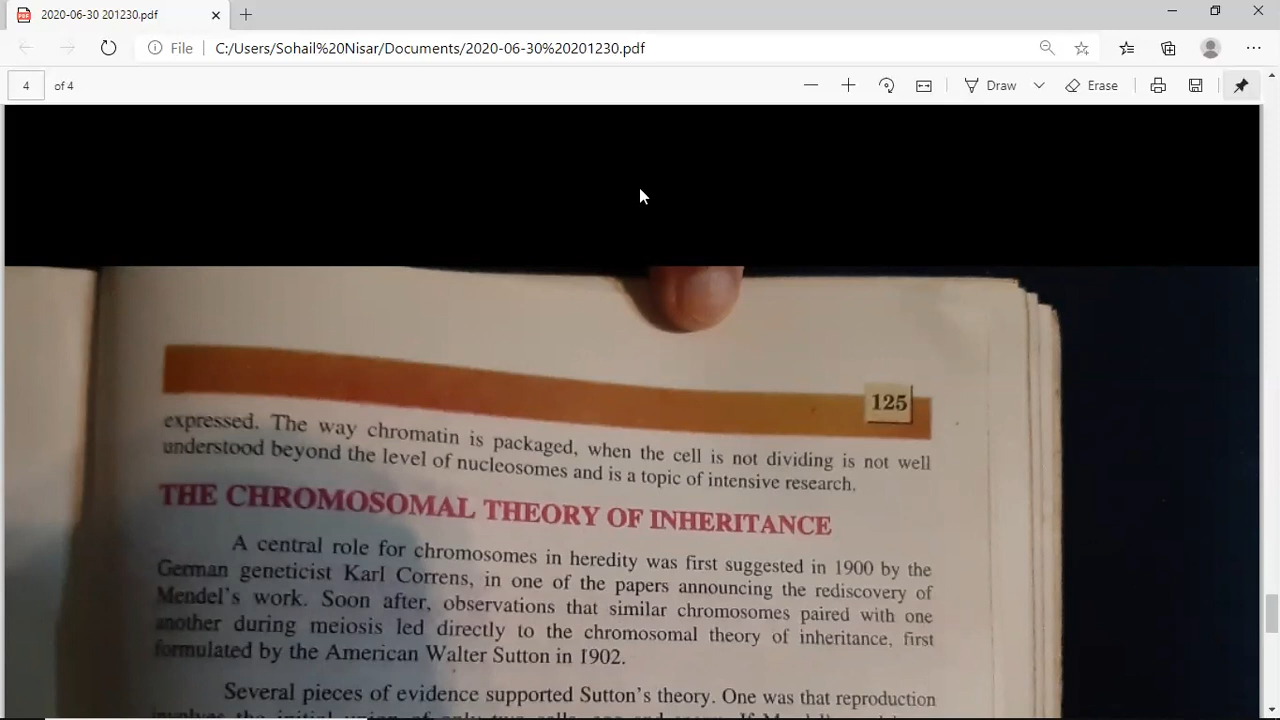 2020-06-30 201230.pdf
File
C:/Users/Sohail%20Nisar/Documents/2020-06-30%20201230.pdf
4 of 4
Draw
Erase
125
expressed. The way chromatin is packaged, when the cell is not dividing is not well
understood beyond the level of nucleosomes and is a topic of intensive research.
THE CHROMOSOMAL THEORY OF INHERITANCE
A central role for chromosomes in heredity was first suggested in 1900 by the
German geneticist Karl Correns, in one of the papers announcing the rediscovery of
Mendel's work. Soon after, observations that similar chromosomes paired with one
another during meiosis led directly to the chromosomal theory of inheritance, first
formulated by the American Walter Sutton in 1902.
Several pieces of evidence supported Sutton's theory. One was that reproduction